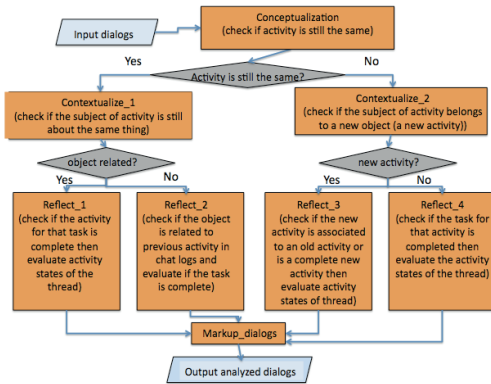 Conceptualization
(check if activity is still the same)
Input dialogs
Yes
No
Activity is still the same?
Contextualize_1
(check if the subject of activity is still
about the same thing)
Contextualize_2
(check if the subject of activity belongs
to a new object (a new activity))
object related?
new activity?
Yes
No
Yes
No
Reflect_1
(check if the activity
for that task is
complete then
evaluate activity
states of the
thread)
Reflect_2
(check if the object
is related to
previous activity in
chat logs and
evaluate if the task
is complete)
Reflect_3
(check if the new
activity is associated
to an old activity or
is a complete new
activity then
evaluate activity
states of thread)
Reflect_4
(check if the task for
that activity is
completed then
evaluate the activity
states of the thread)
Markup_dialogs
Output analyzed dialogs